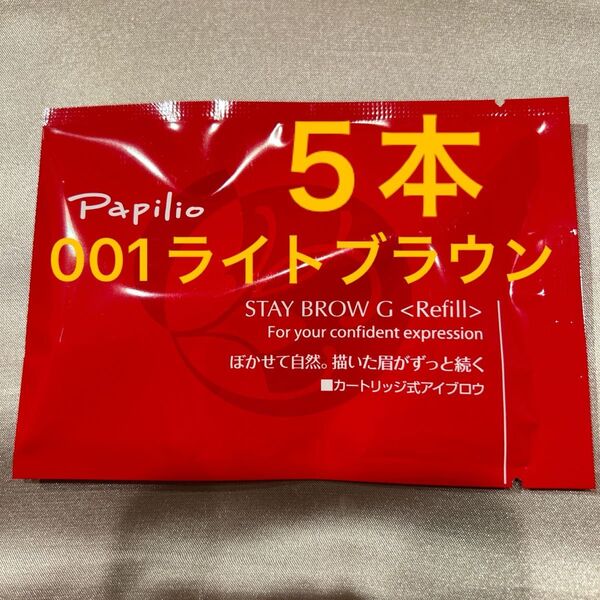 5本
Papilio
001ライトブラウン
STAY BROW G <Refill>
For your confident expression
ぼかせて自然。描いた眉がずっと続く
■カートリッジ式アイブロウ